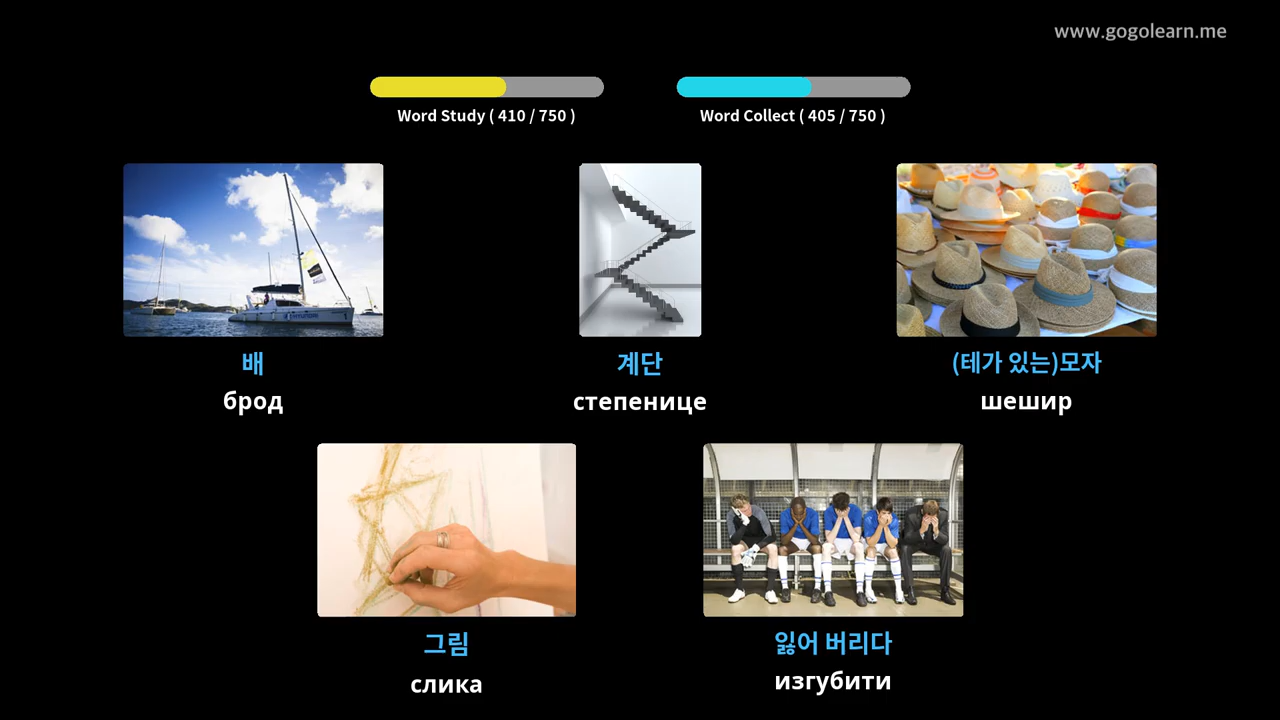 www.gogolearn.me
Word Study ( 410 / 750 )
Word Collect ( 405 / 750 )
배
брод
계단
степенице
(테가 있는)모자
шешир
그림
слика
잃어 버리다
изгубити